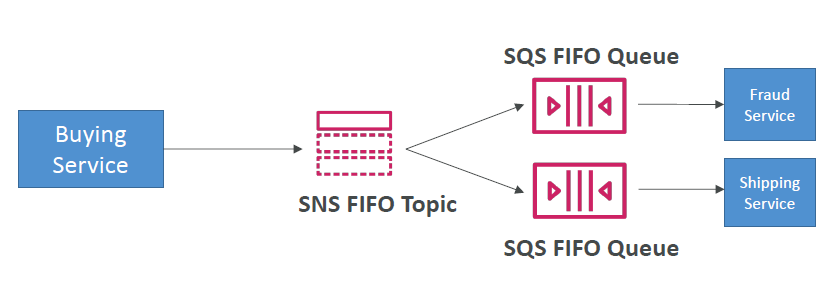 SQS FIFO Queue
Buying
Service
SNS FIFO Topic
Fraud
Service
Shipping
Service
SQS FIFO Queue